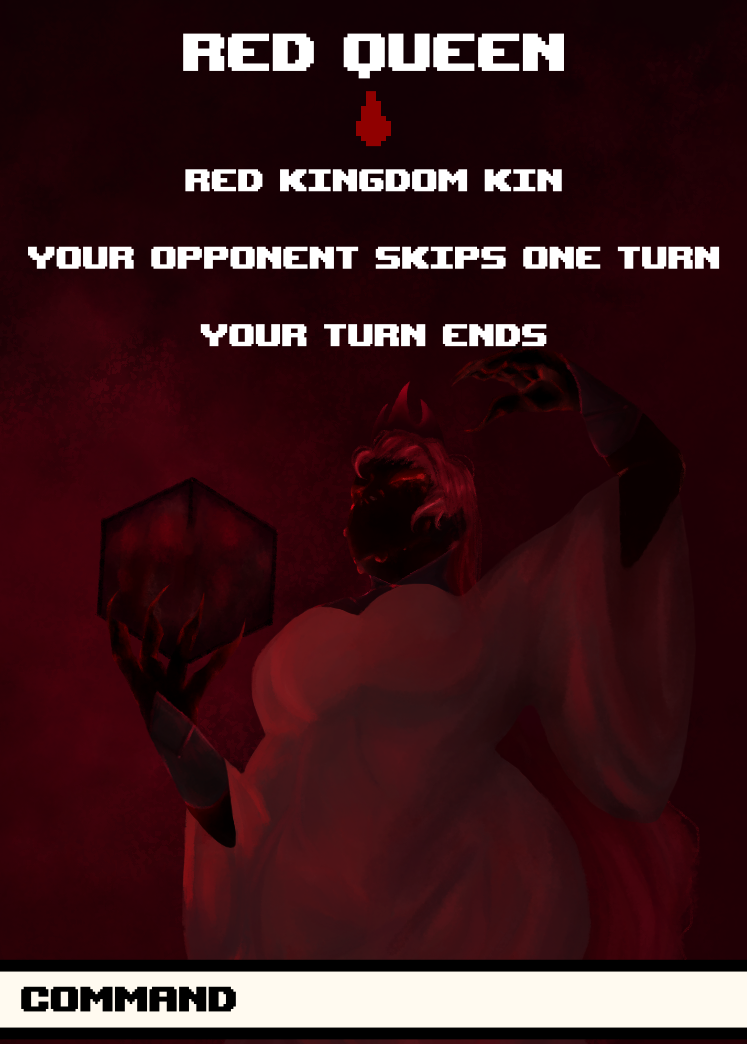 RED QUEEN
RED KINGDOM KIN
YOUR OPPONENT SKIPS ONE TURN
YOUR TURN ENDS
COMMAND